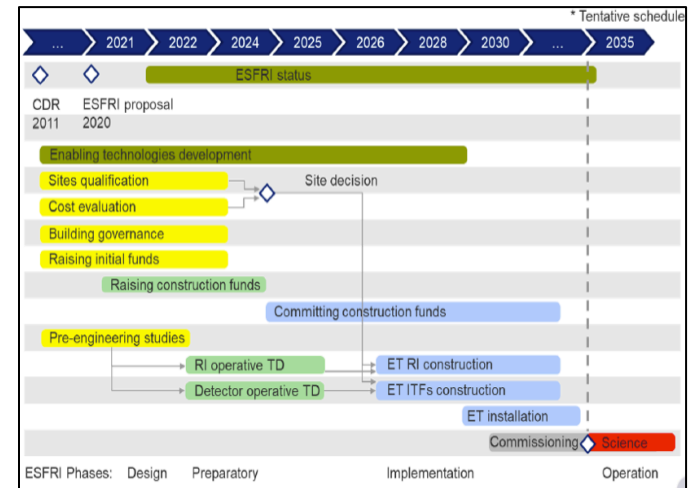 * Tentative schedule
... 2021 2022 2024 2025 2026 2028 2030 ... 2035
ESFRI status
CDR ESFRI proposal
2011 2020
Enabling technologies development
Sites qualification Site decision
Cost evaluation
Building governance
Raising initial funds
Raising construction funds
Committing construction funds
Pre-engineering studies
RI operative TD ET RI construction
Detector operative TD ET ITFs construction
ET installation
Commissioning Science
ESFRI Phases: Design Preparatory Implementation Operation